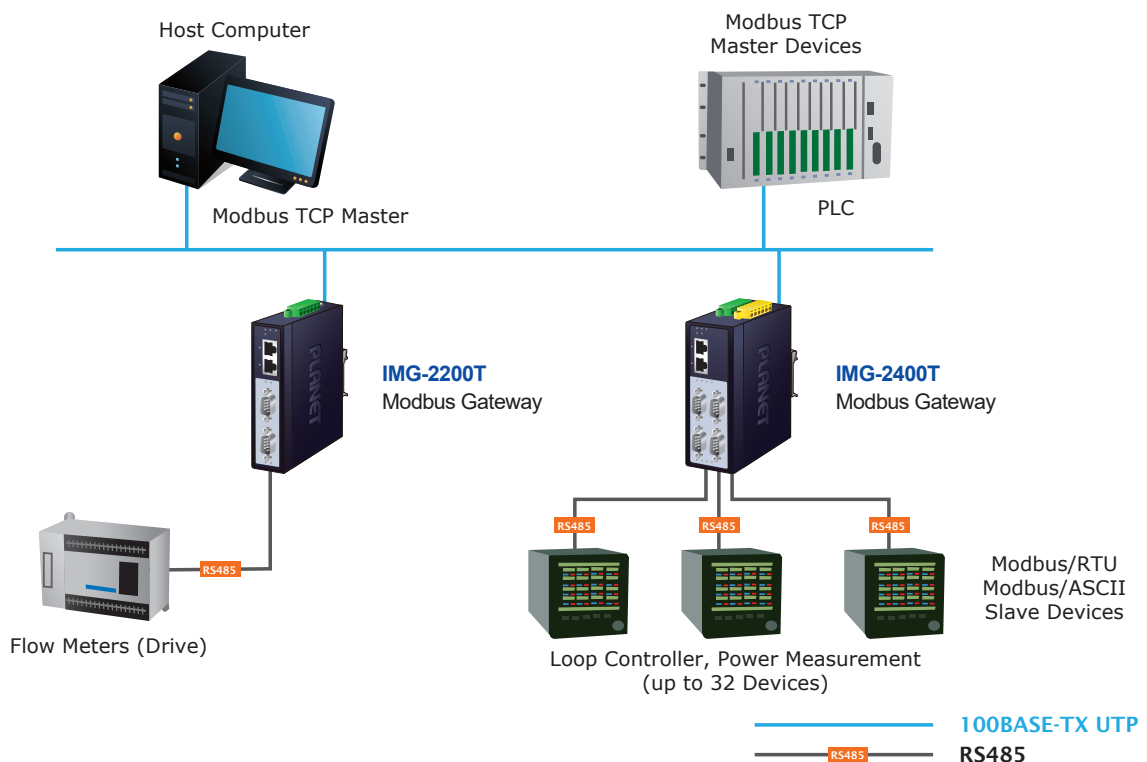 Host Computer
Modbus TCP
Master Devices
Modbus TCP Master
PLC
PLANET
IMG-2200T
Modbus Gateway
PLANET
IMG-2400T
Modbus Gateway
RS485
RS485
RS485
RS485
Modbus/RTU
Modbus/ASCII
Slave Devices
Flow Meters (Drive)
Loop Controller, Power Measurement
(up to 32 Devices)
100BASE-TX UTP
RS485
RS485